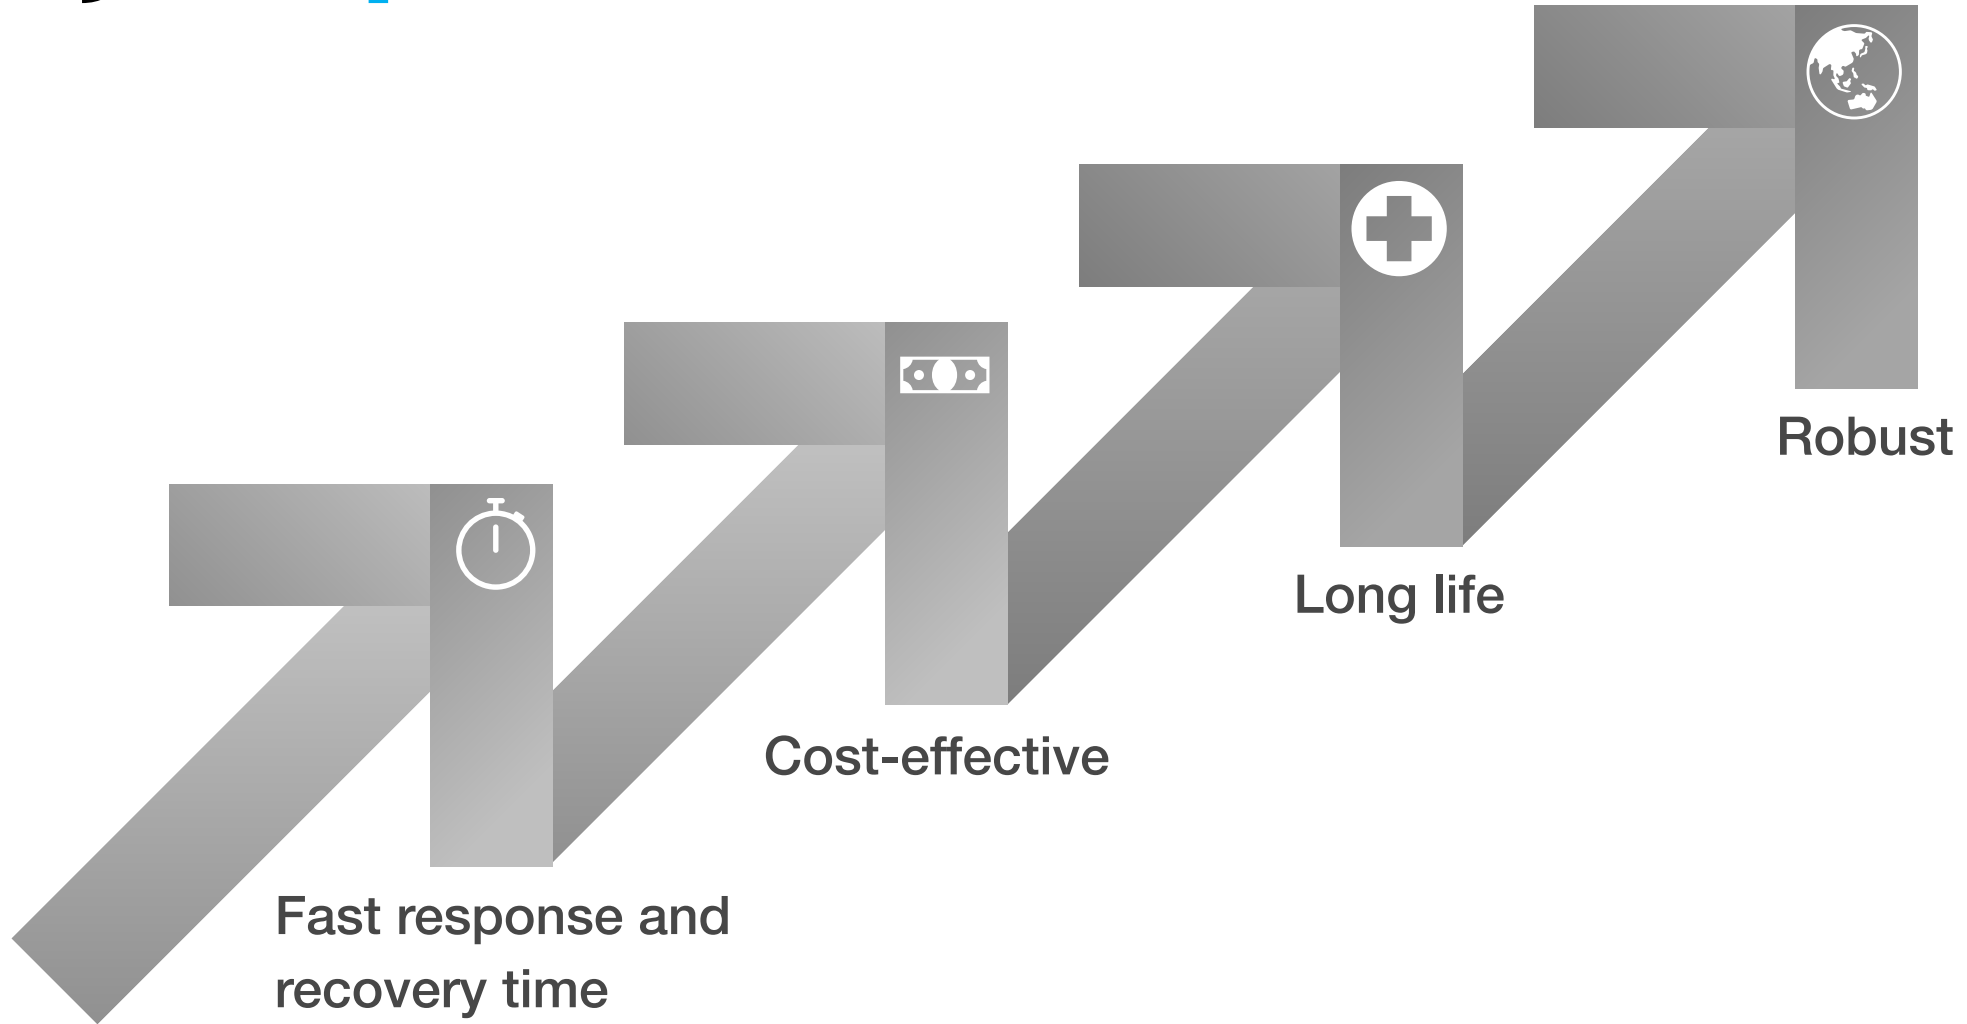 Robust
Long life
Cost-effective
Fast response and
recovery time